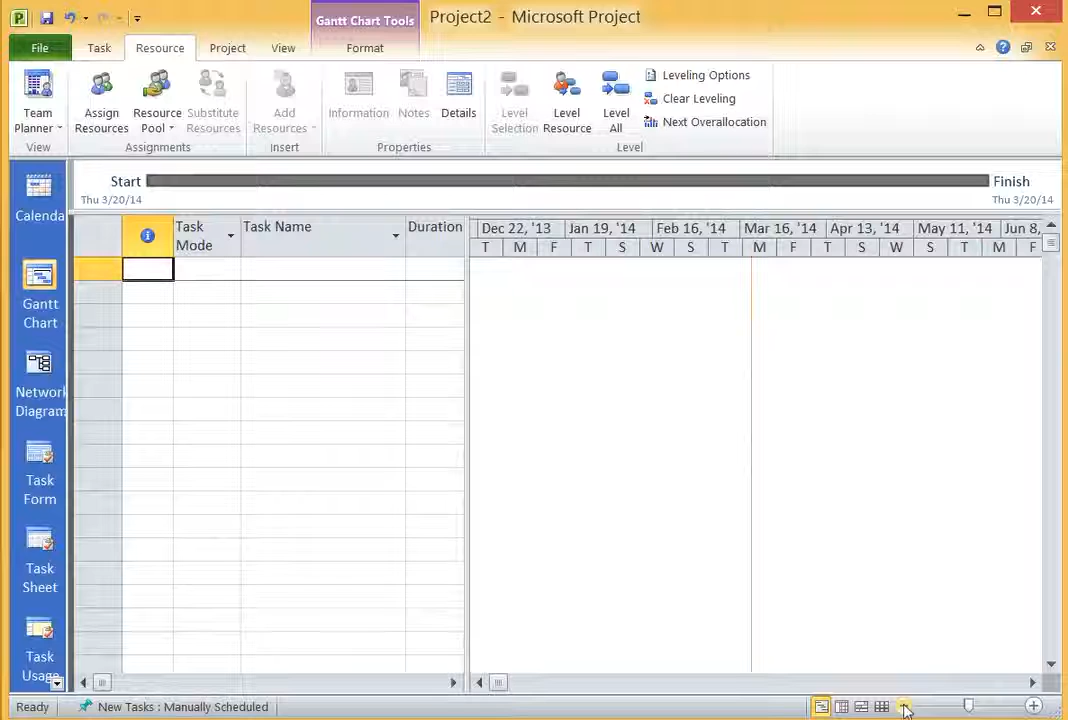 Gantt Chart Tools
Project2 - Microsoft Project
File Task Resource Project View Format
Team Planner
Assign Resources
Resource Pool
Substitute Resources
Add Resources
Information
Notes
Details
Level Selection
Level Resource
Level All
Leveling Options
Clear Leveling
Next Overallocation
View Assignments Insert Properties Level
Start
Thu 3/20/14
Finish
Thu 3/20/14
Calenda
Gantt
Chart
Network
Diagram
Task
Form
Task
Sheet
Task
Usage
Task
Mode
Task Name
Duration
Dec 22, '13 Jan 19, '14 Feb 16, '14 Mar 16, '14 Apr 13, '14 May 11, '14 Jun 8,
T M F T S W S T M F T S W S T M F
Ready New Tasks : Manually Scheduled